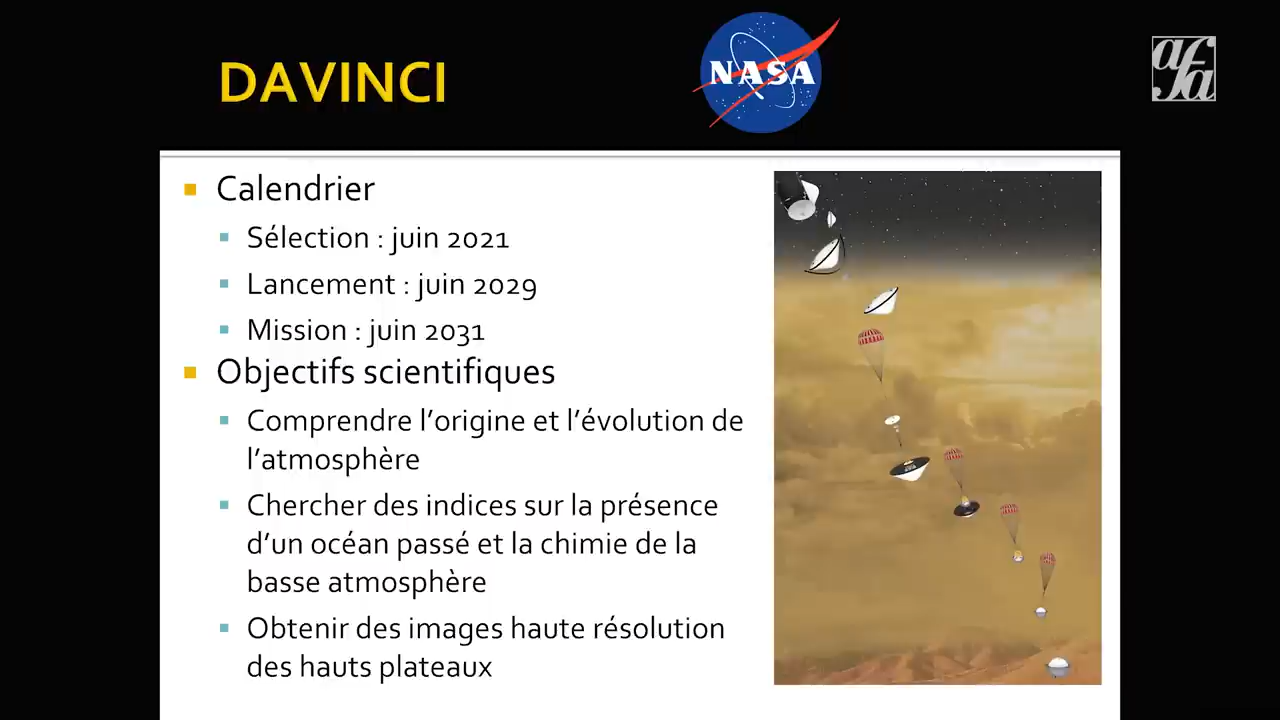 DAVINCI
NASA
afa
Calendrier
Sélection : juin 2021
Lancement : juin 2029
Mission : juin 2031
Objectifs scientifiques
Comprendre l’origine et l’évolution de
l’atmosphère
Chercher des indices sur la présence
d’un océan passé et la chimie de la
basse atmosphère
Obtenir des images haute résolution
des hauts plateaux